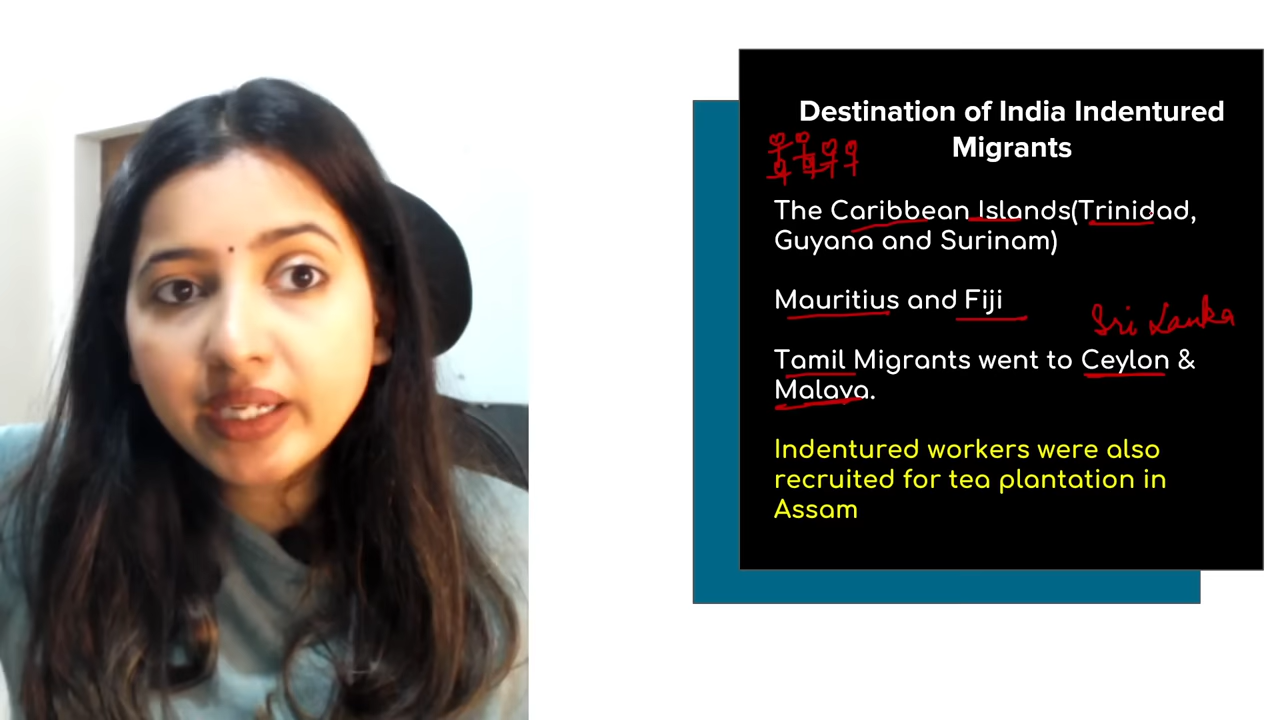 Destination of India Indentured
Migrants
The Caribbean Islands(Trinidad,
Guyana and Surinam)
Mauritius and Fiji
Sri Lanka
Tamil Migrants went to Ceylon &
Malaya.
Indentured workers were also
recruited for tea plantation in
Assam